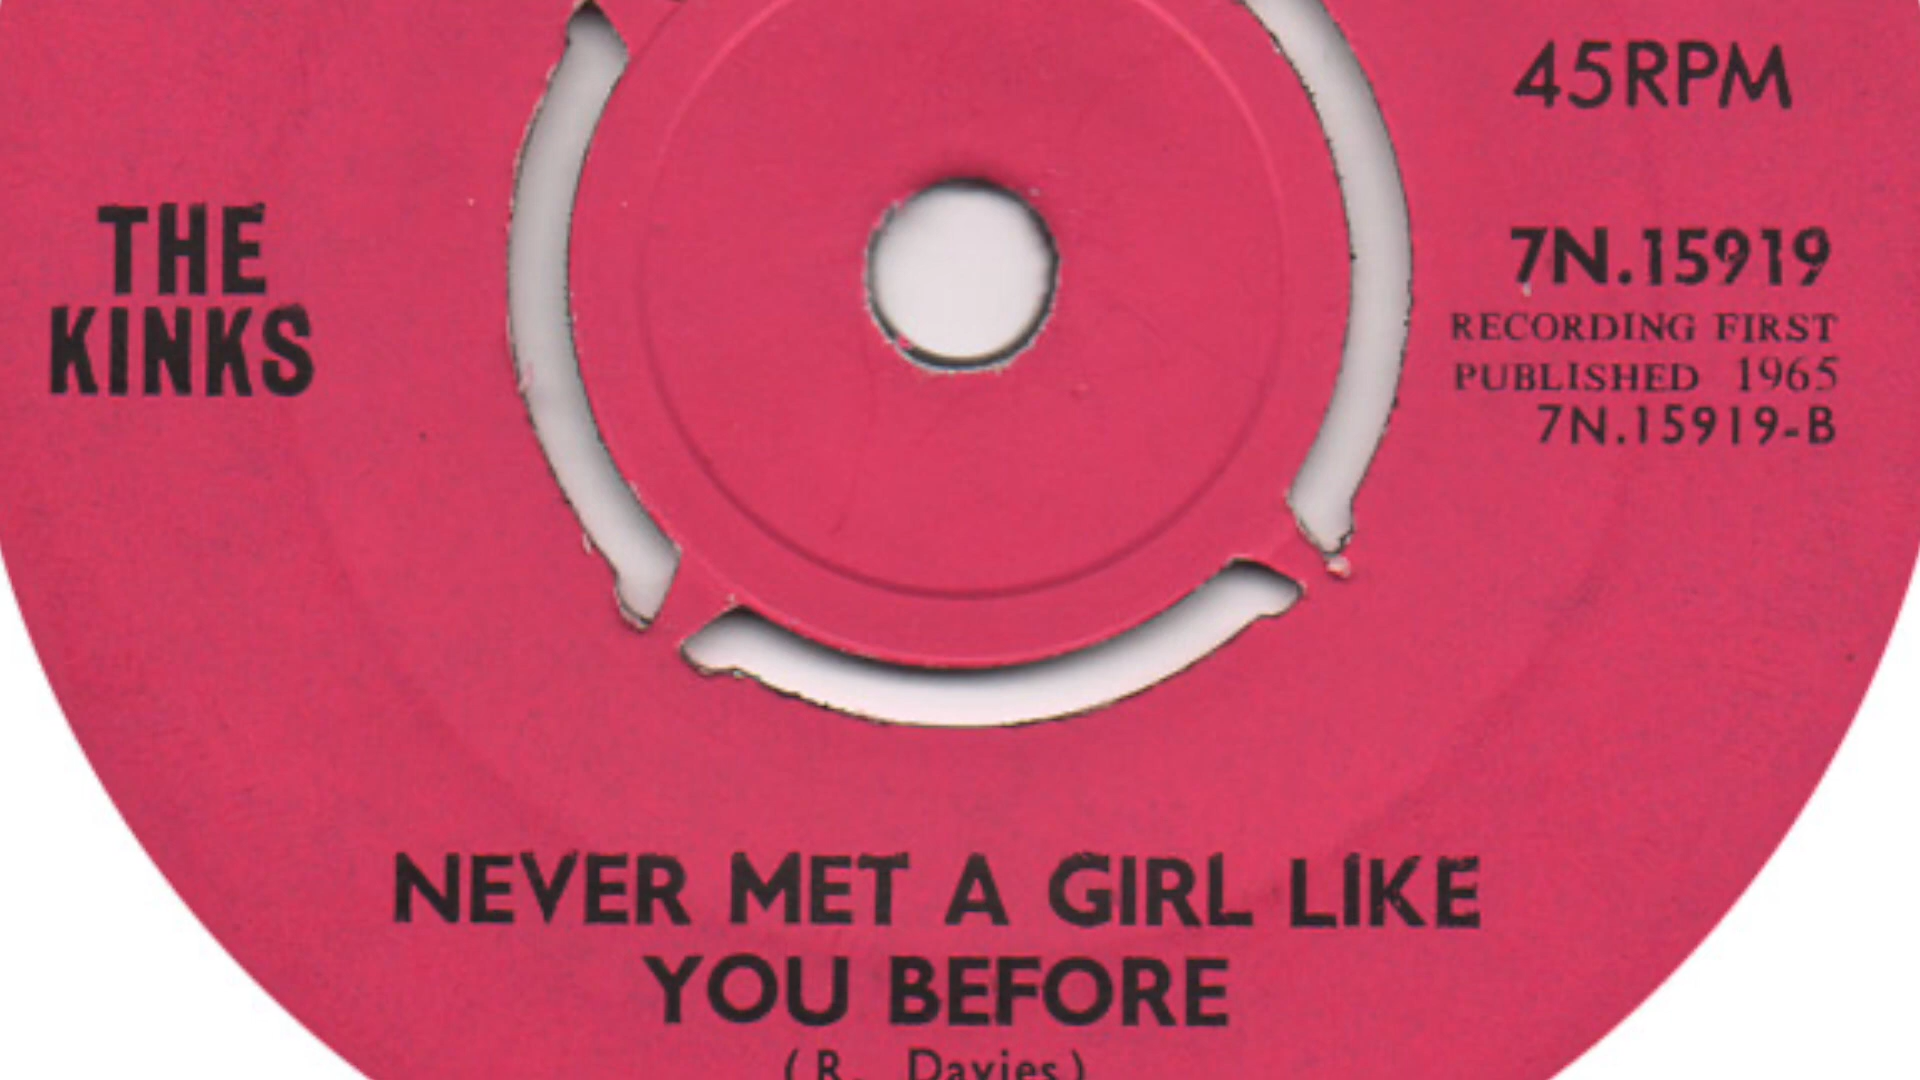 45RPM
THE
KINKS
7N.15919
RECORDING FIRST
PUBLISHED 1965
7N.15919-B
NEVER MET A GIRL LIKE
YOU BEFORE
(R. Davies)